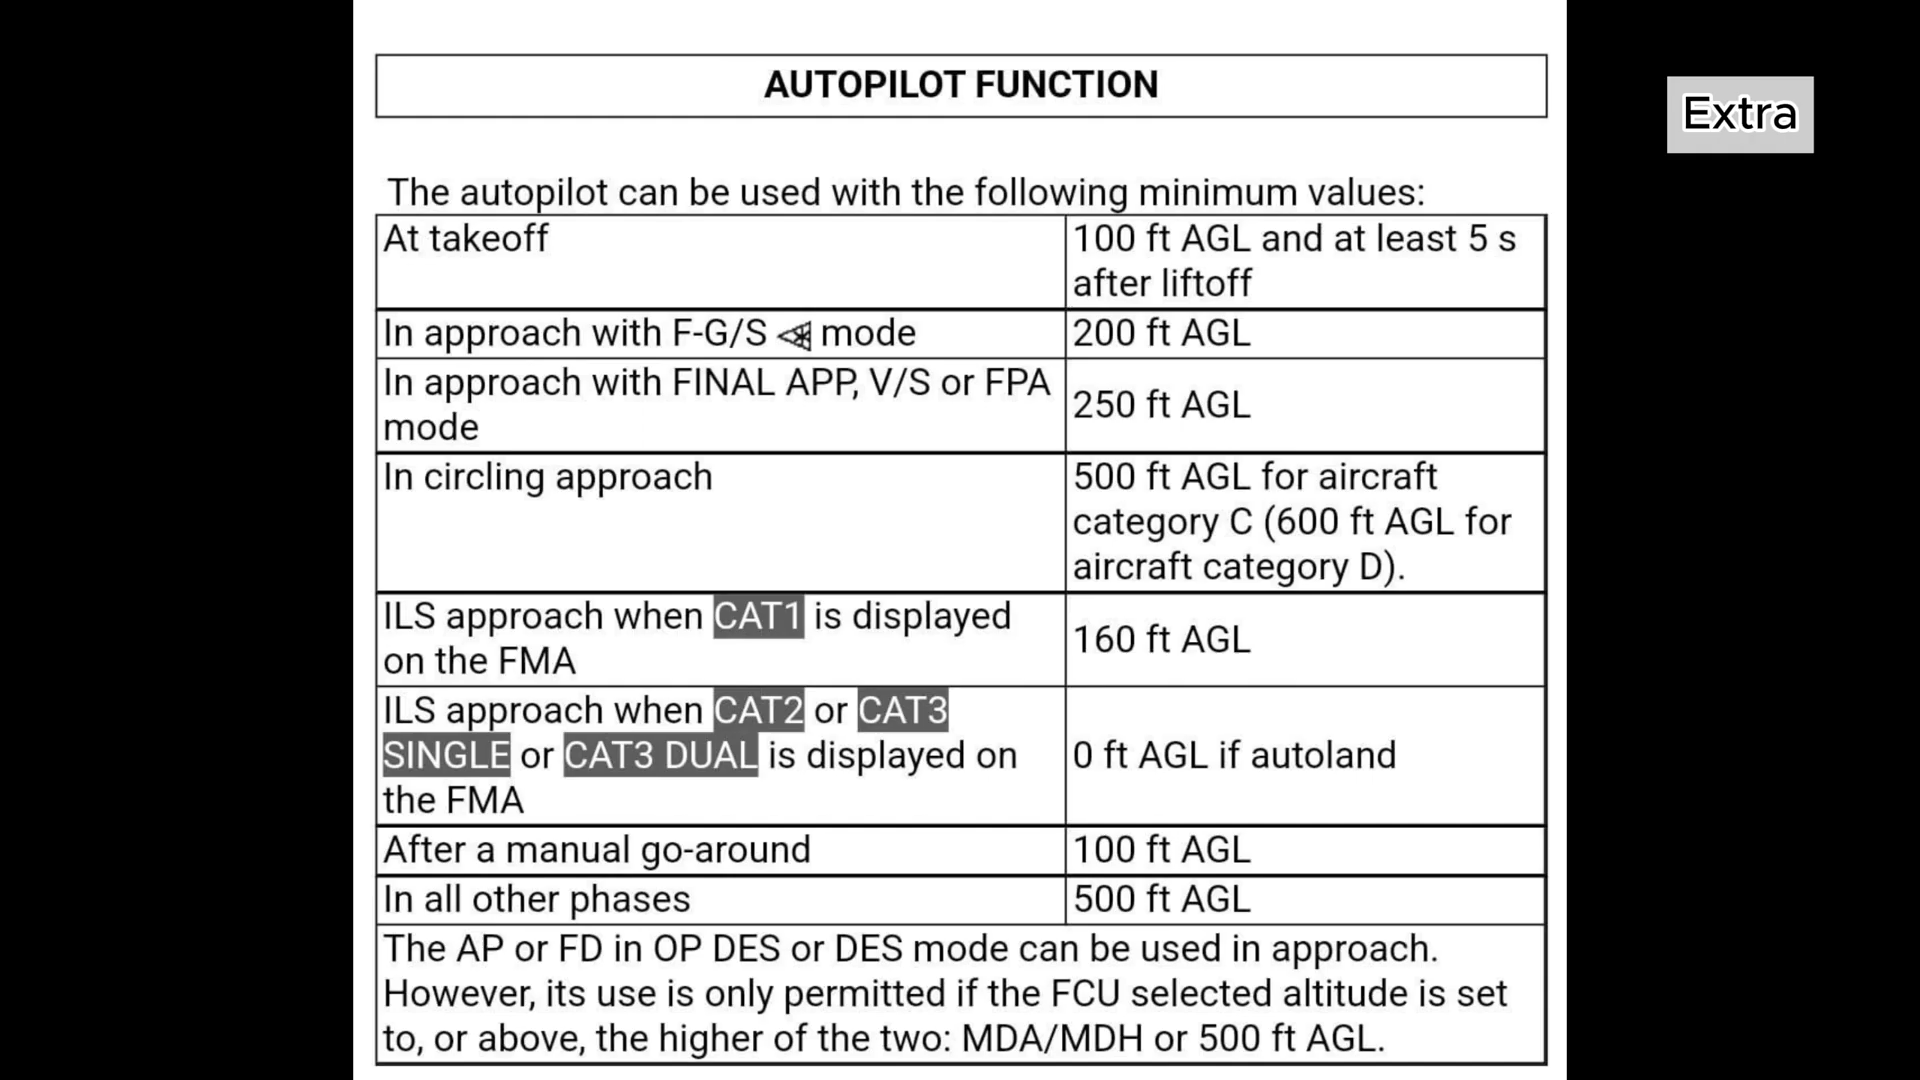 AUTOPILOT FUNCTION
Extra
The autopilot can be used with the following minimum values:
At takeoff
100 ft AGL and at least 5 s
after liftoff
In approach with F-G/S mode
200 ft AGL
In approach with FINAL APP, V/S or FPA
mode
250 ft AGL
In circling approach
500 ft AGL for aircraft
category C (600 ft AGL for
aircraft category D).
ILS approach when CAT1 is displayed
on the FMA
160 ft AGL
ILS approach when CAT2 or CAT3
SINGLE or CAT3 DUAL is displayed on
the FMA
0 ft AGL if autoland
After a manual go-around
100 ft AGL
In all other phases
500 ft AGL
The AP or FD in OP DES or DES mode can be used in approach.
However, its use is only permitted if the FCU selected altitude is set
to, or above, the higher of the two: MDA/MDH or 500 ft AGL.